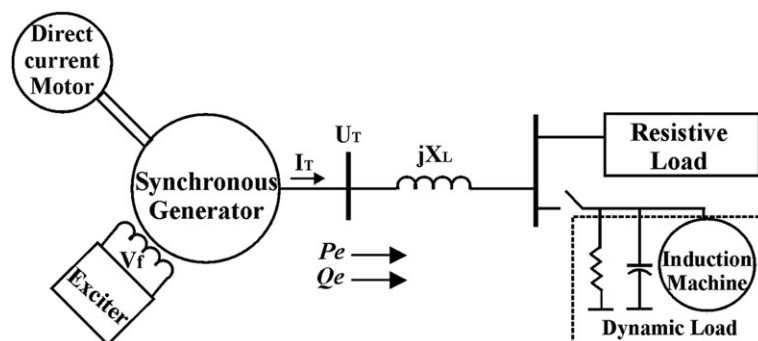 Direct
current
Motor
Synchronous
Generator
Vf
Exciter
IT
UT
jXL
Pe
Qe
Resistive
Load
Induction
Machine
Dynamic Load